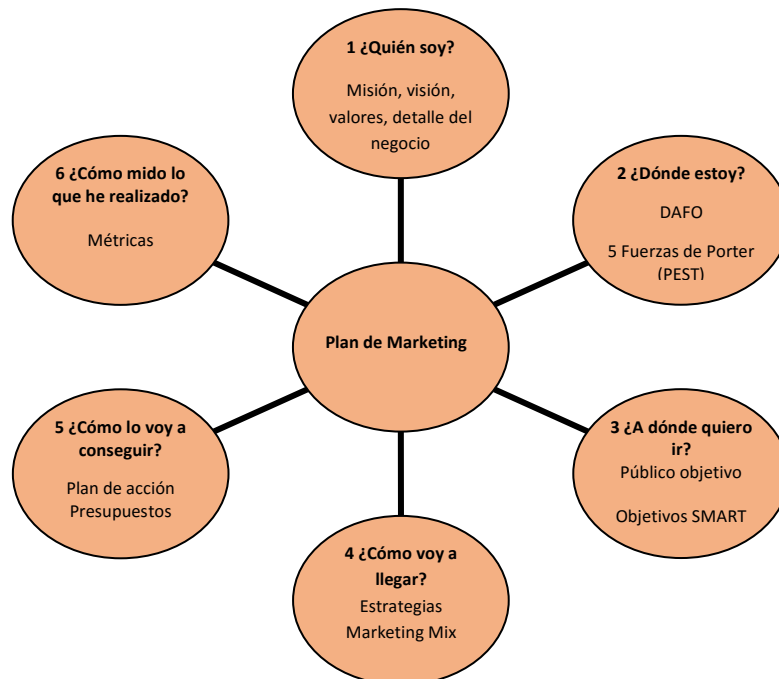 1 ¿Quién soy?
Misión, visión,
valores, detalle del
negocio
2 ¿Dónde estoy?
DAFO
5 Fuerzas de Porter
(PEST)
3 ¿A dónde quiero
ir?
Público objetivo
Objetivos SMART
4 ¿Cómo voy a
llegar?
Estrategias
Marketing Mix
5 ¿Cómo lo voy a
conseguir?
Plan de acción
Presupuestos
6 ¿Cómo mido lo
que he realizado?
Métricas
Plan de Marketing